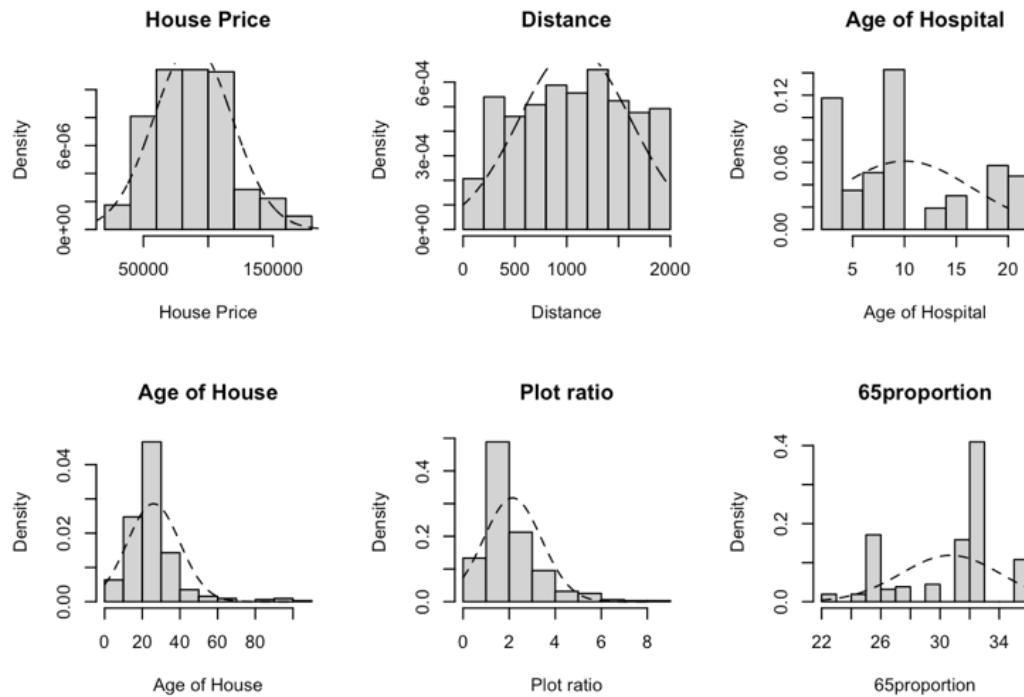 House Price
Distance
Age of Hospital
Density
0e+00
6e-06
50000
150000
House Price
Density
0e+00
3e-04
6e-04
0
500
1000
2000
Distance
Density
0.00
0.06
0.12
5
10
15
20
Age of Hospital
Age of House
Plot ratio
65proportion
Density
0.00
0.02
0.04
0
20
40
60
80
Age of House
Density
0.0
0.2
0.4
0
2
4
6
8
Plot ratio
Density
0.0
0.2
0.4
22
26
30
34
65proportion